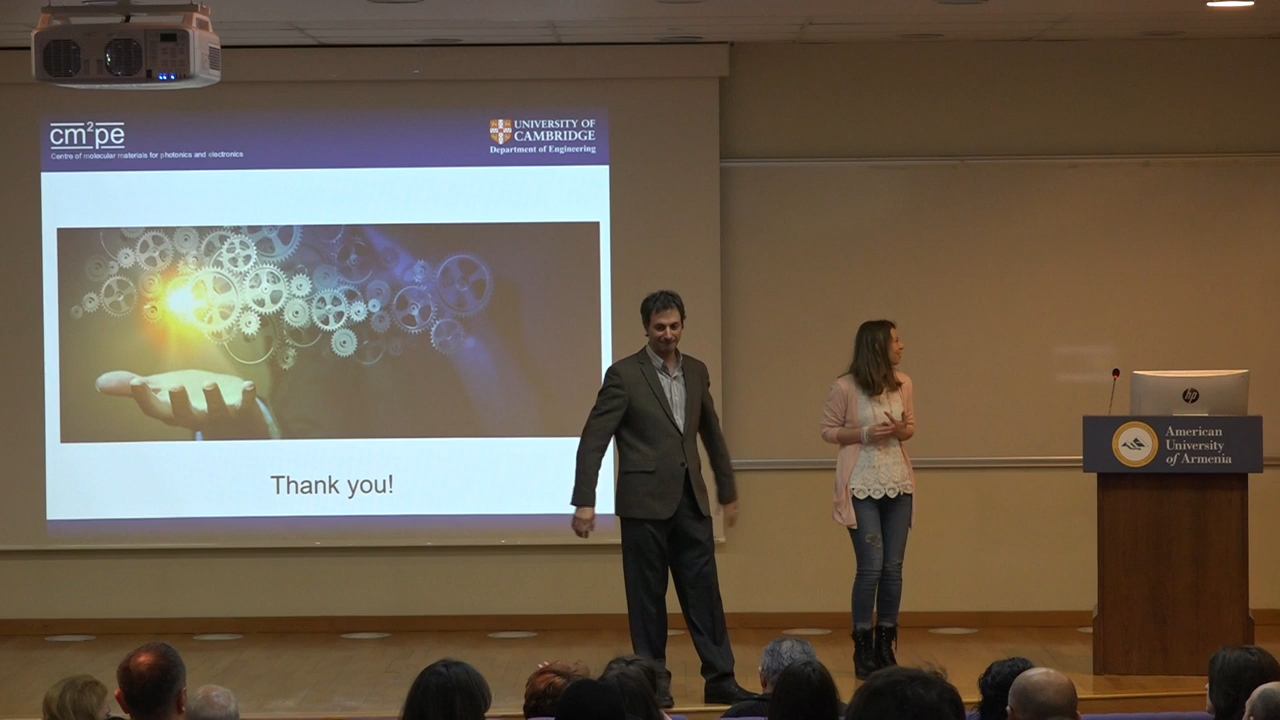 cm²pe
Centre of molecular materials for photonics and electronics
UNIVERSITY OF
CAMBRIDGE
Department of Engineering
Thank you!
hp
American
University
of Armenia